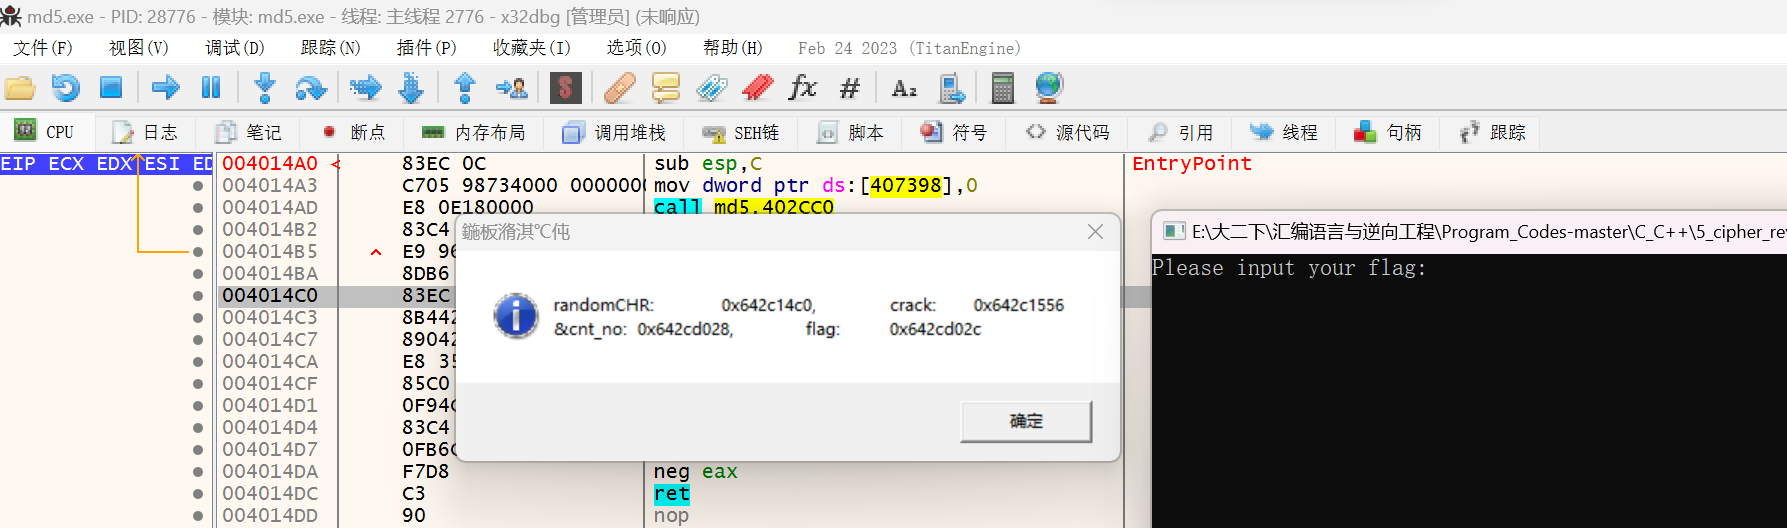 md5.exe - PID: 28776 - 模块: md5.exe - 线程: 主线程 2776 - x32dbg [管理员] (未响应)
文件(F) 视图(V) 调试(D) 跟踪(N) 插件(P) 收藏夹(I) 选项(O) 帮助(H) Feb 24 2023 (TitanEngine)
CPU 日志 笔记 断点 内存布局 调用堆栈 SEH链 脚本 符号 源代码 引用 线程 句柄 跟踪
EIP ECX EDX ESI ED 004014A0 < 83EC 0C sub esp,C EntryPoint
004014A3 C705 98734000 0000000 mov dword ptr ds:[407398],0
004014AD E8 0E180000 call md5.402CC0
004014B2 83C4
004014B5 ^ E9 96
004014BA 8DB6
004014C0 83EC
004014C3 8B442
004014C7 89042
004014CA E8 35
004014CF 85C0
004014D1 0F94C
004014D4 83C4
004014D7 0FB6C
004014DA F7D8 neg eax
004014DC C3 ret
004014DD 90 nop
鍦板潃淇℃伅
randomCHR: 0x642c14c0, crack: 0x642c1556
&cnt_no: 0x642cd028, flag: 0x642cd02c
确定
E:\大二下\汇编语言与逆向工程\Program_Codes-master\C_C++\5_cipher_re
Please input your flag: